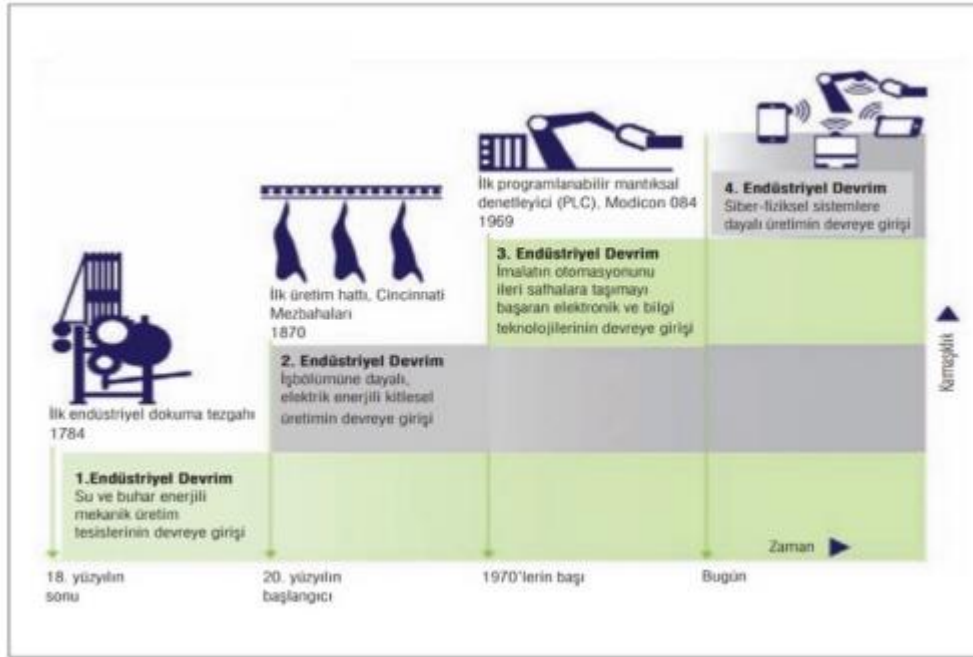 İlk endüstriyel dokuma tezgahı
1784
1.Endüstriyel Devrim
Su ve buhar enerjili
mekanik üretim
tesislerinin devreye girişi
18. yüzyılın
sonu
İlk üretim hattı, Cincinnati
Mezbahaları
1870
2. Endüstriyel Devrim
İşbölümüne dayalı,
elektrik enerjili kitlesel
üretimin devreye girişi
20. yüzyılın
başlangıcı
İlk programlanabilir mantıksal
denetleyici (PLC), Modicon 084
1969
3. Endüstriyel Devrim
İmalatın otomasyonunu
ileri safhalara taşımayı
başaran elektronik ve bilgi
teknolojilerinin devreye girişi
1970'lerin başı
4. Endüstriyel Devrim
Siber-fiziksel sistemlere
dayalı üretimin devreye girişi
Bugün
Zaman
Karmaşıklık